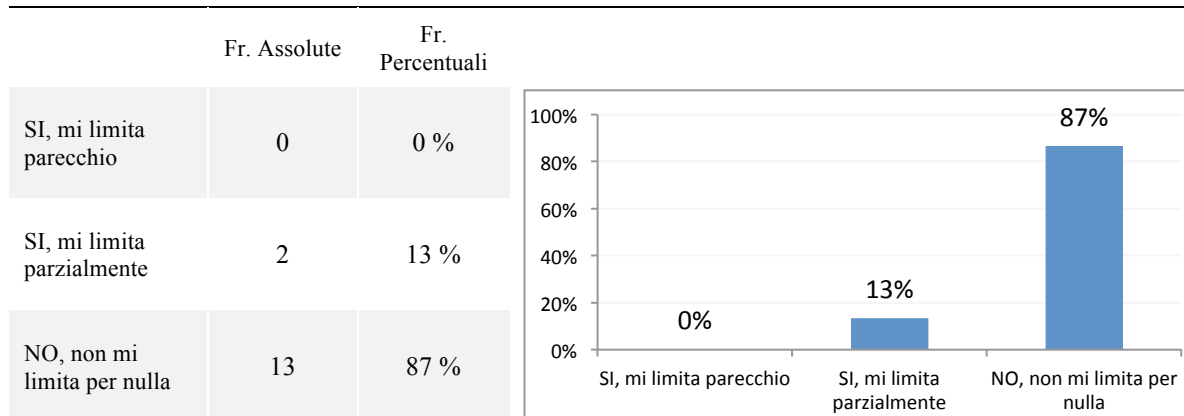 Fr. Assolute
Fr.
Percentuali
SI, mi limita
parecchio
0
0 %
SI, mi limita
parzialmente
2
13 %
NO, non mi
limita per nulla
13
87 %
100%
80%
60%
40%
20%
0%
0%
13%
87%
SI, mi limita parecchio
SI, mi limita
parzialmente
NO, non mi limita per
nulla